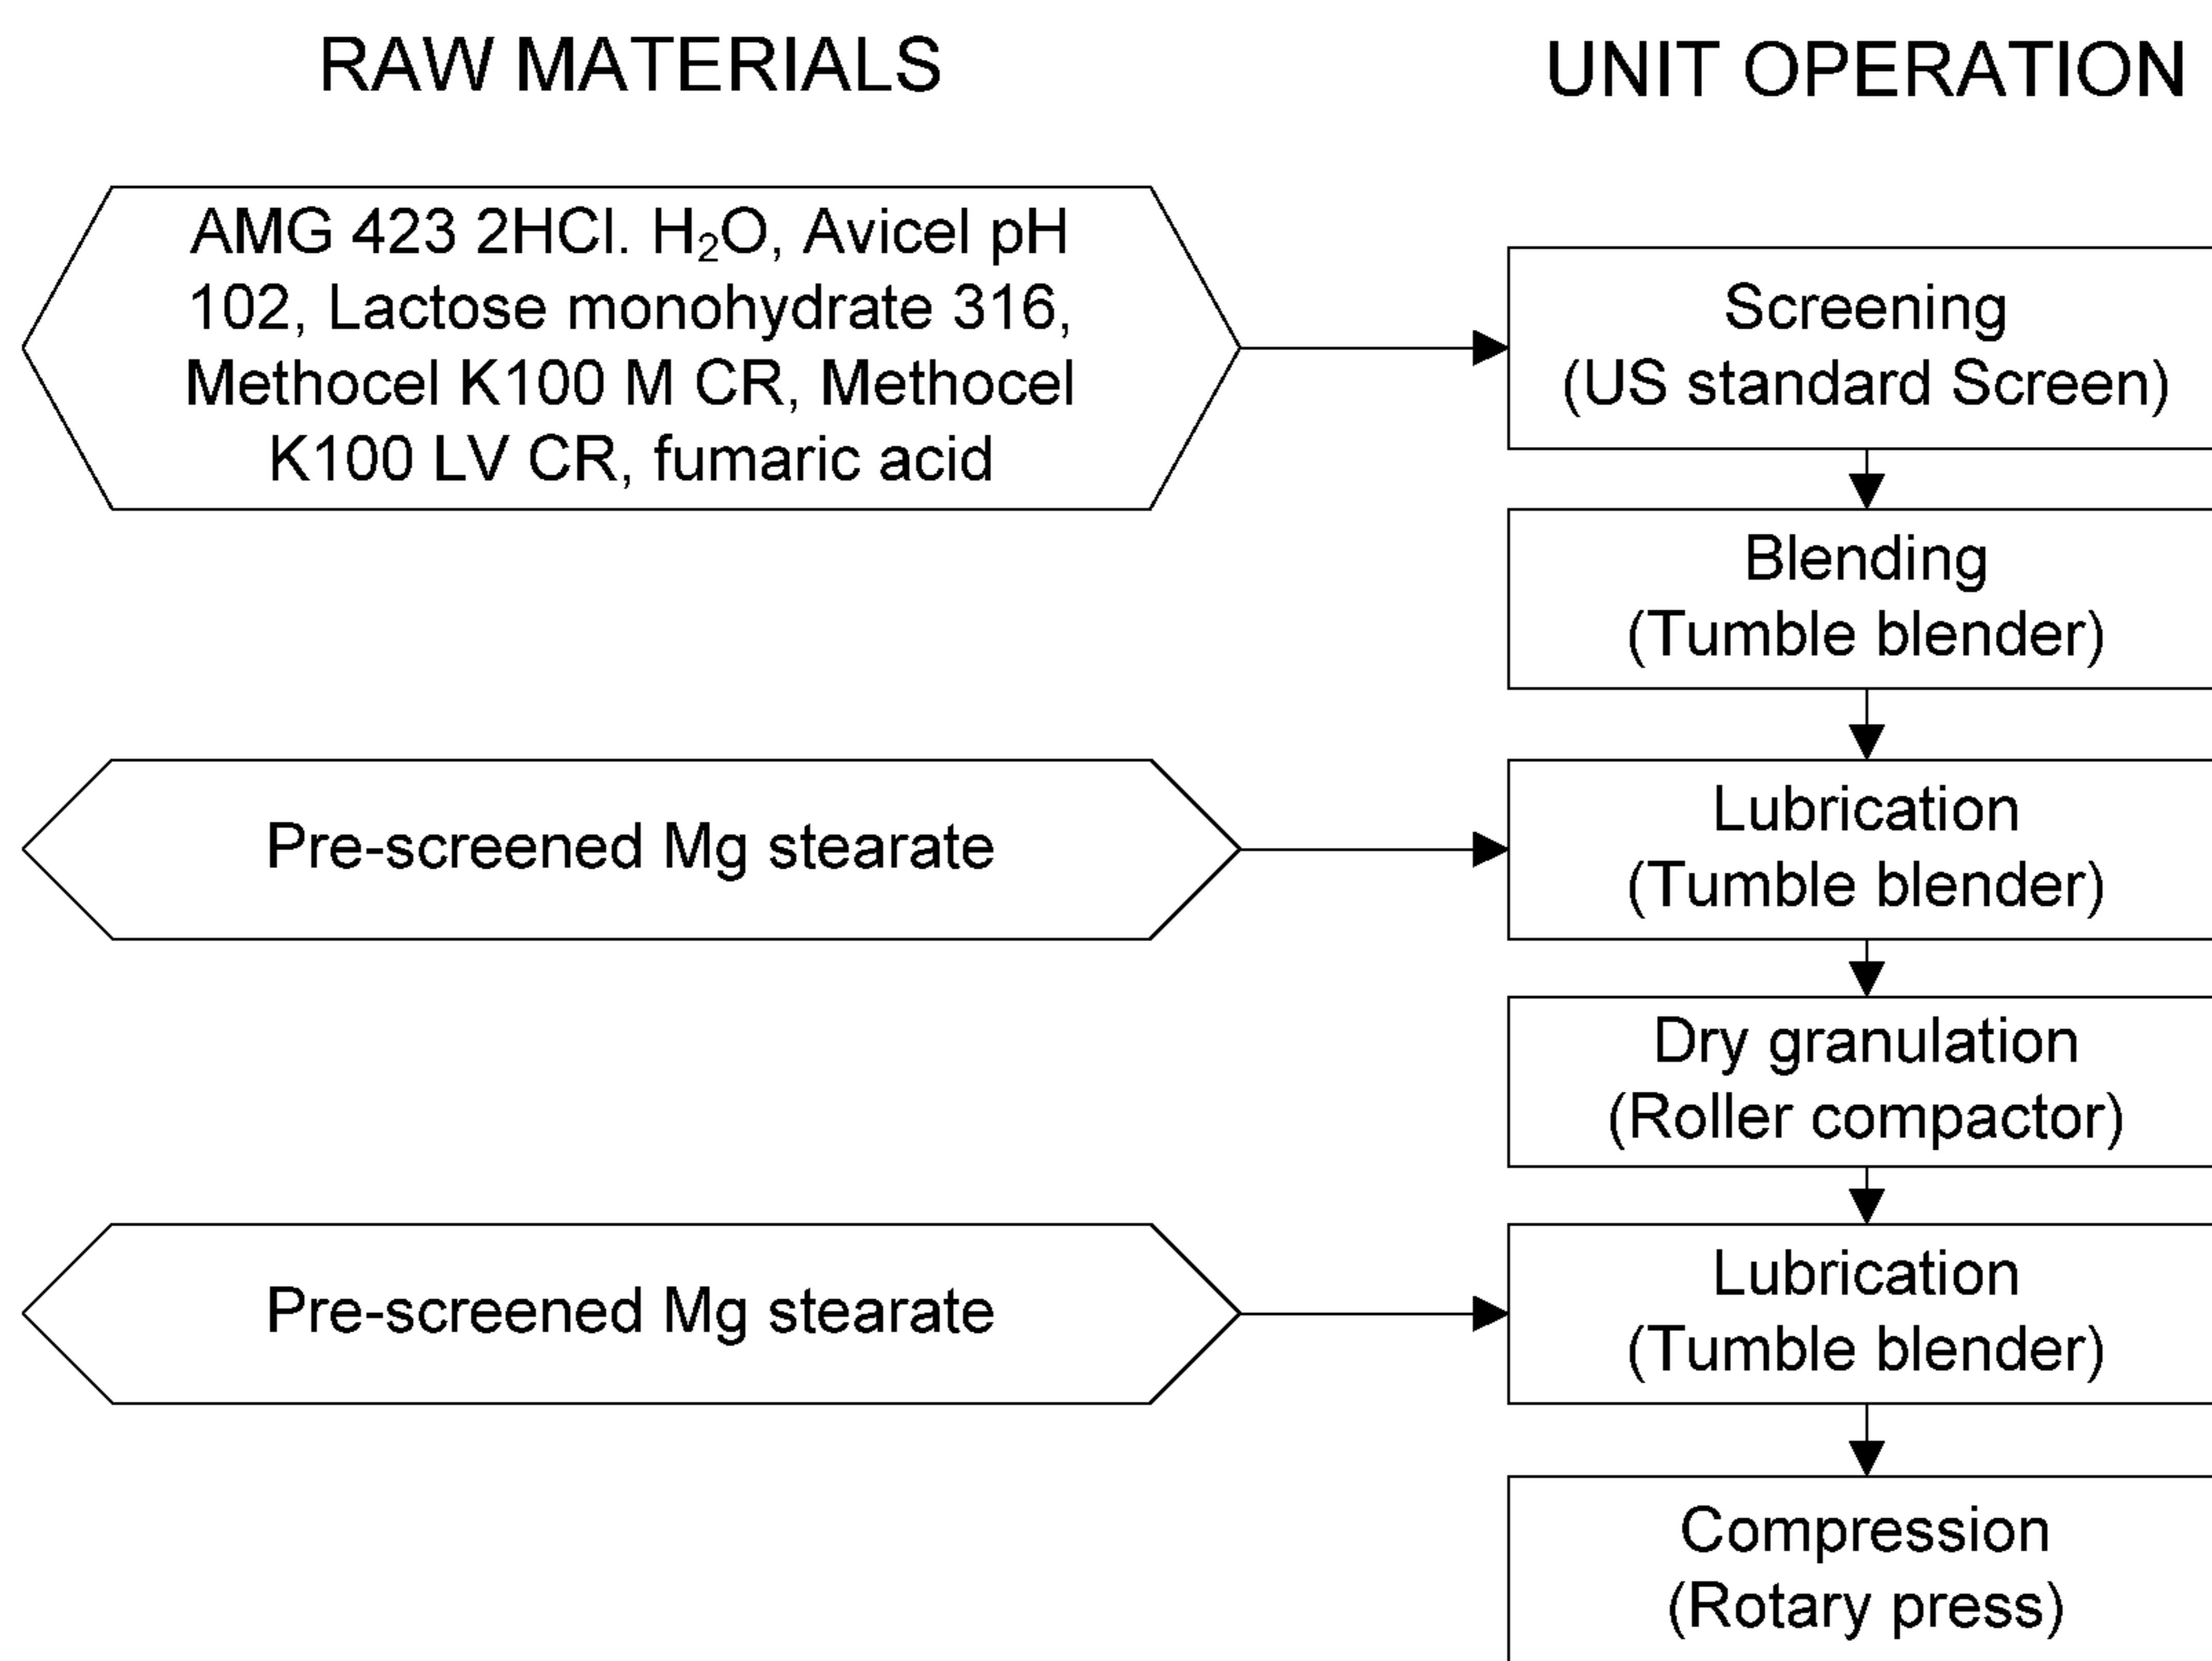 RAW MATERIALS
UNIT OPERATION
AMG 423 2HCl. H₂O, Avicel pH
102, Lactose monohydrate 316,
Methocel K100 M CR, Methocel
K100 LV CR, fumaric acid
Screening
(US standard Screen)
Blending
(Tumble blender)
Pre-screened Mg stearate
Lubrication
(Tumble blender)
Dry granulation
(Roller compactor)
Pre-screened Mg stearate
Lubrication
(Tumble blender)
Compression
(Rotary press)